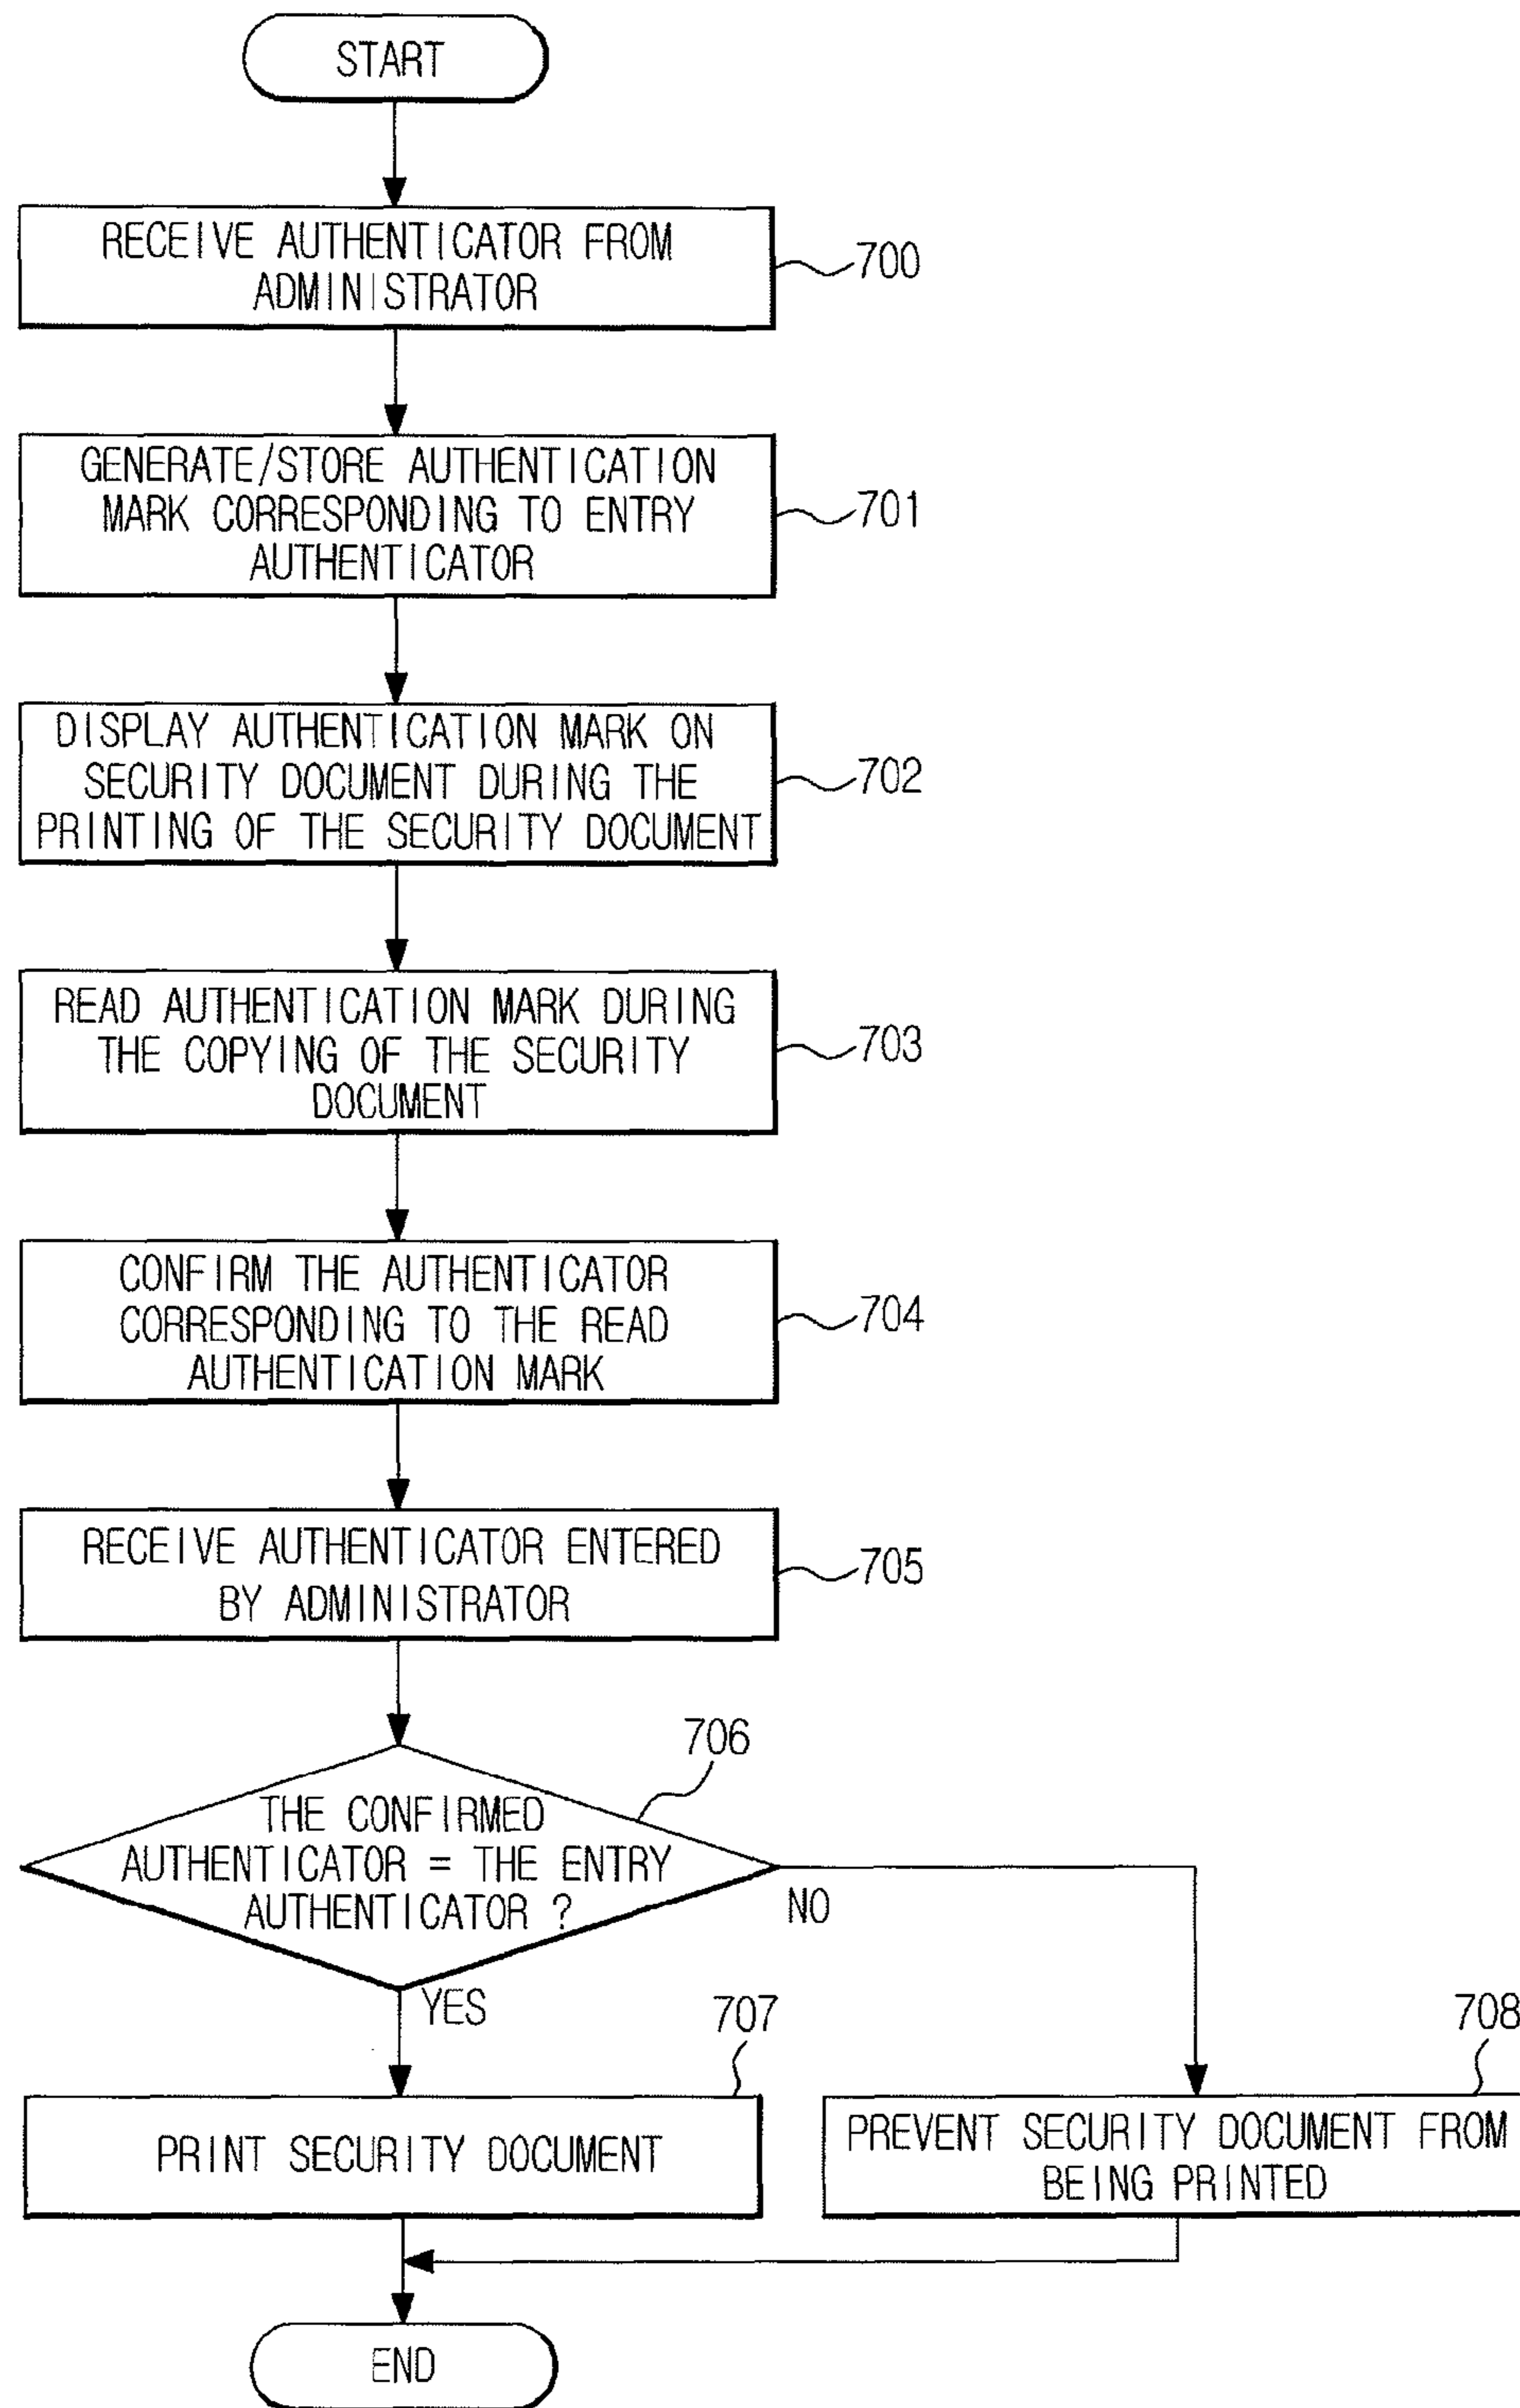 START
RECEIVE AUTHENTICATOR FROM
ADMINISTRATOR
700
GENERATE/STORE AUTHENTICATION
MARK CORRESPONDING TO ENTRY
AUTHENTICATOR
701
DISPLAY AUTHENTICATION MARK ON
SECURITY DOCUMENT DURING THE
PRINTING OF THE SECURITY DOCUMENT
702
READ AUTHENTICATION MARK DURING
THE COPYING OF THE SECURITY
DOCUMENT
703
CONFIRM THE AUTHENTICATOR
CORRESPONDING TO THE READ
AUTHENTICATION MARK
704
RECEIVE AUTHENTICATOR ENTERED
BY ADMINISTRATOR
705
706
THE CONFIRMED
AUTHENTICATOR = THE ENTRY
AUTHENTICATOR ?
NO
YES
707
PRINT SECURITY DOCUMENT
708
PREVENT SECURITY DOCUMENT FROM
BEING PRINTED
END